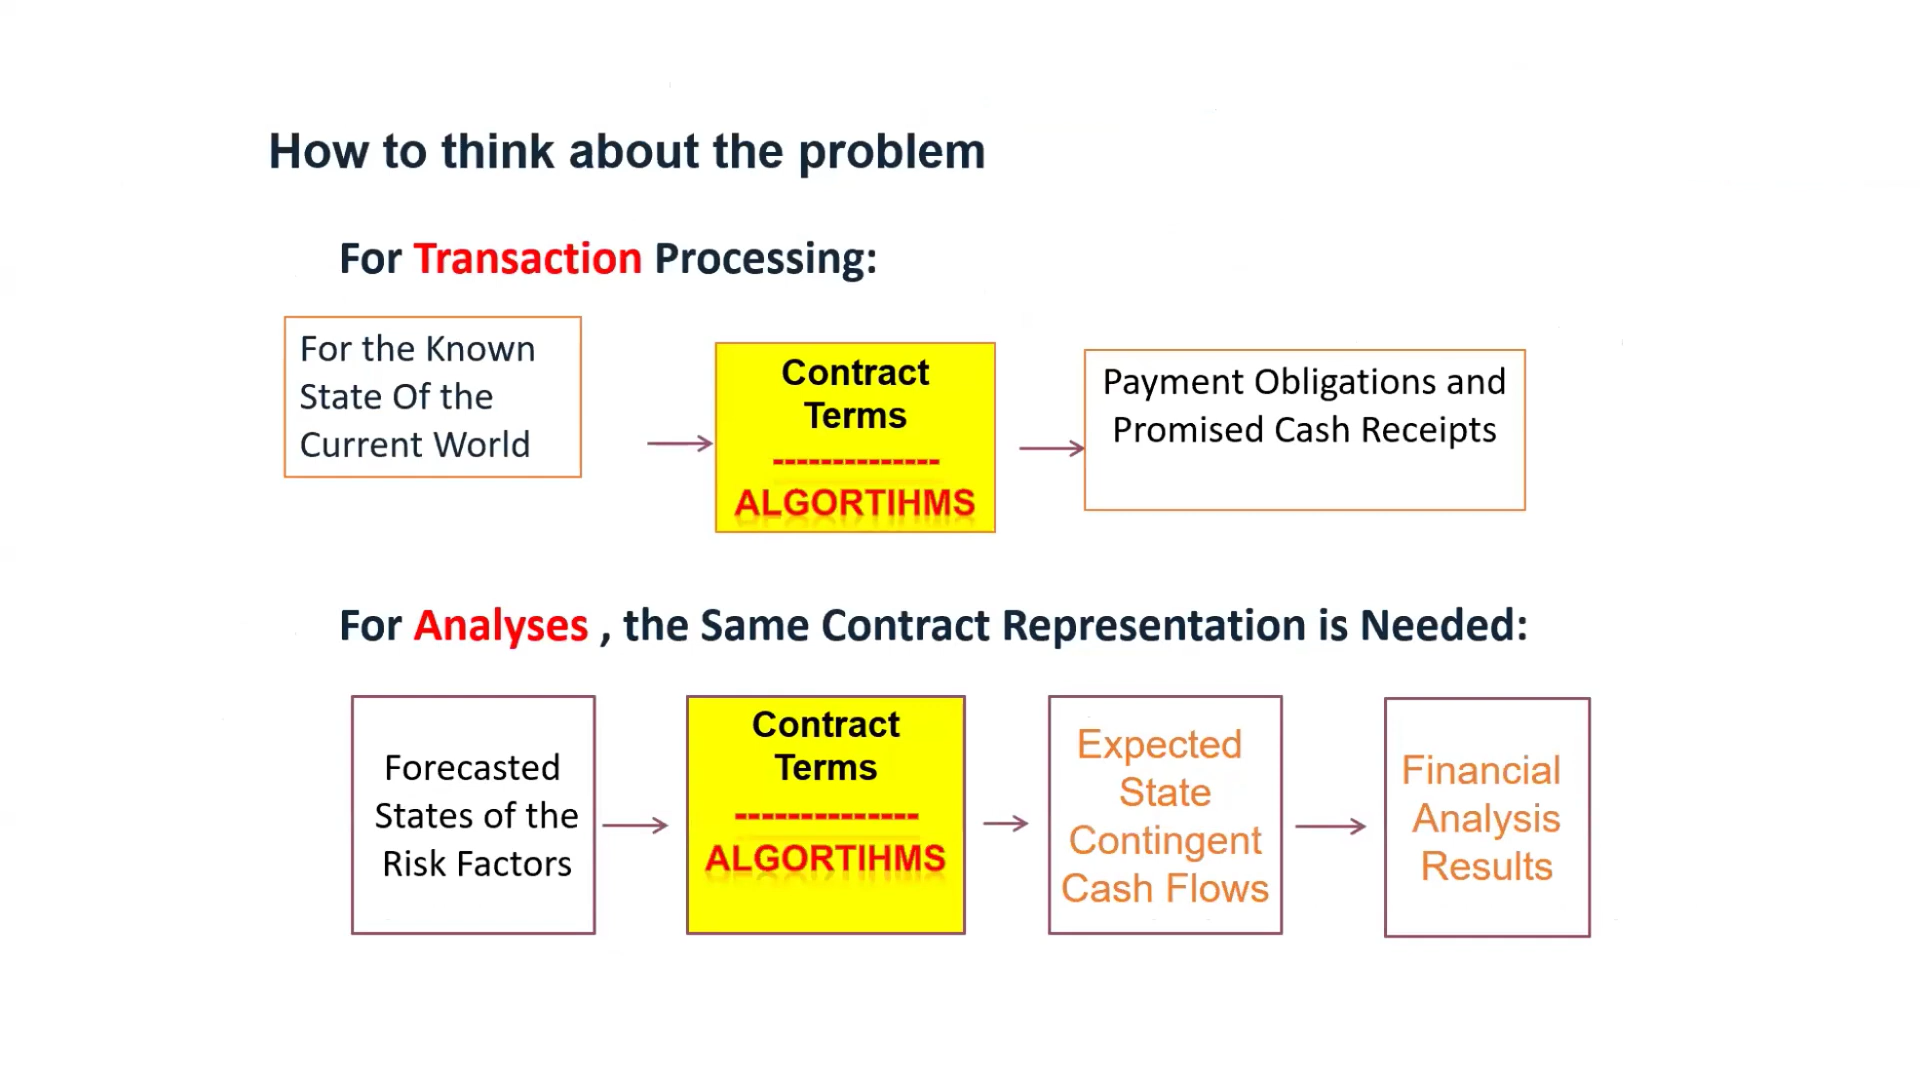 How to think about the problem
For Transaction Processing:
For the Known
State Of the
Current World
Contract
Terms
--------------
ALGORTIHMS
Payment Obligations and
Promised Cash Receipts
For Analyses , the Same Contract Representation is Needed:
Forecasted
States of the
Risk Factors
Contract
Terms
--------------
ALGORTIHMS
Expected
State
Contingent
Cash Flows
Financial
Analysis
Results